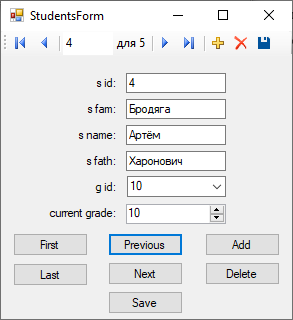 StudentsForm
4 для 5
s id: 4
s fam: Бродяга
s name: Артём
s fath: Харонович
g id: 10
current grade: 10
First Previous Add
Last Next Delete
Save